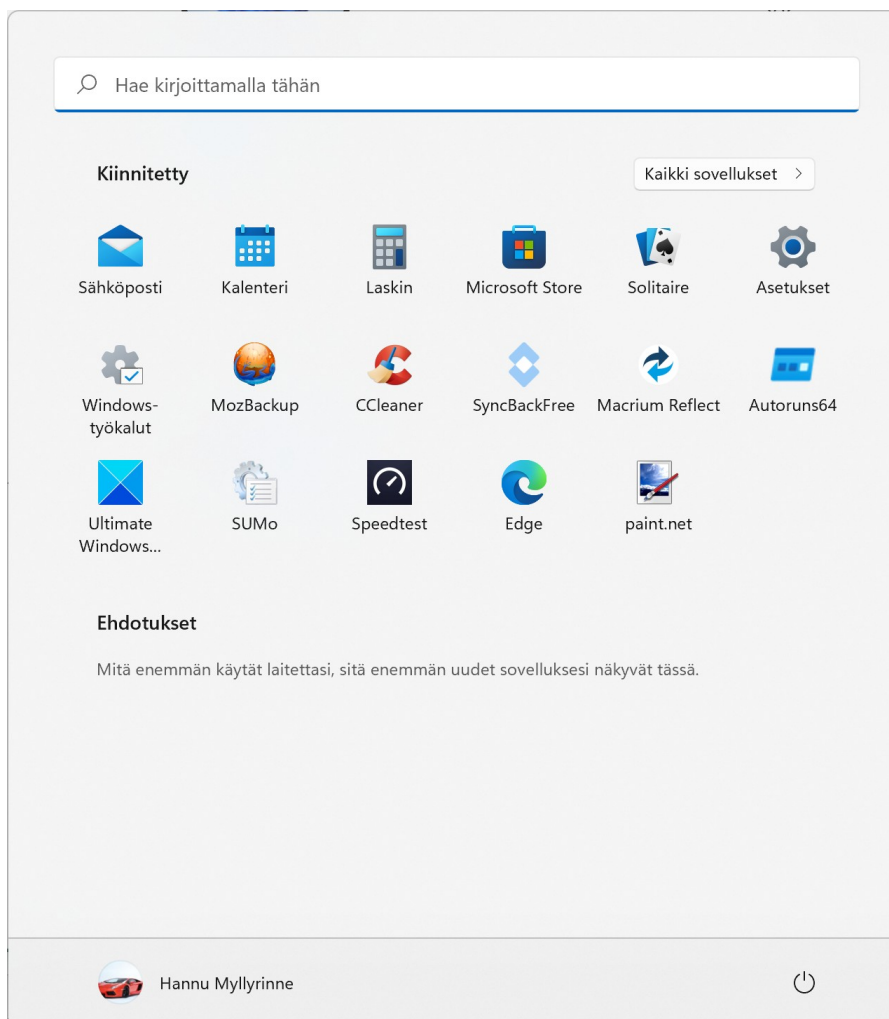 Hae kirjoittamalla tähän
Kiinnitetty
Kaikki sovellukset
Sähköposti
Kalenteri
Laskin
Microsoft Store
Solitaire
Asetukset
Windows-
työkalut
MozBackup
CCleaner
SyncBackFree
Macrium Reflect
Autoruns64
Ultimate
Windows...
SUMo
Speedtest
Edge
paint.net
Ehdotukset
Mitä enemmän käytät laitettasi, sitä enemmän uudet sovelluksesi näkyvät tässä.
Hannu Myllyrinne